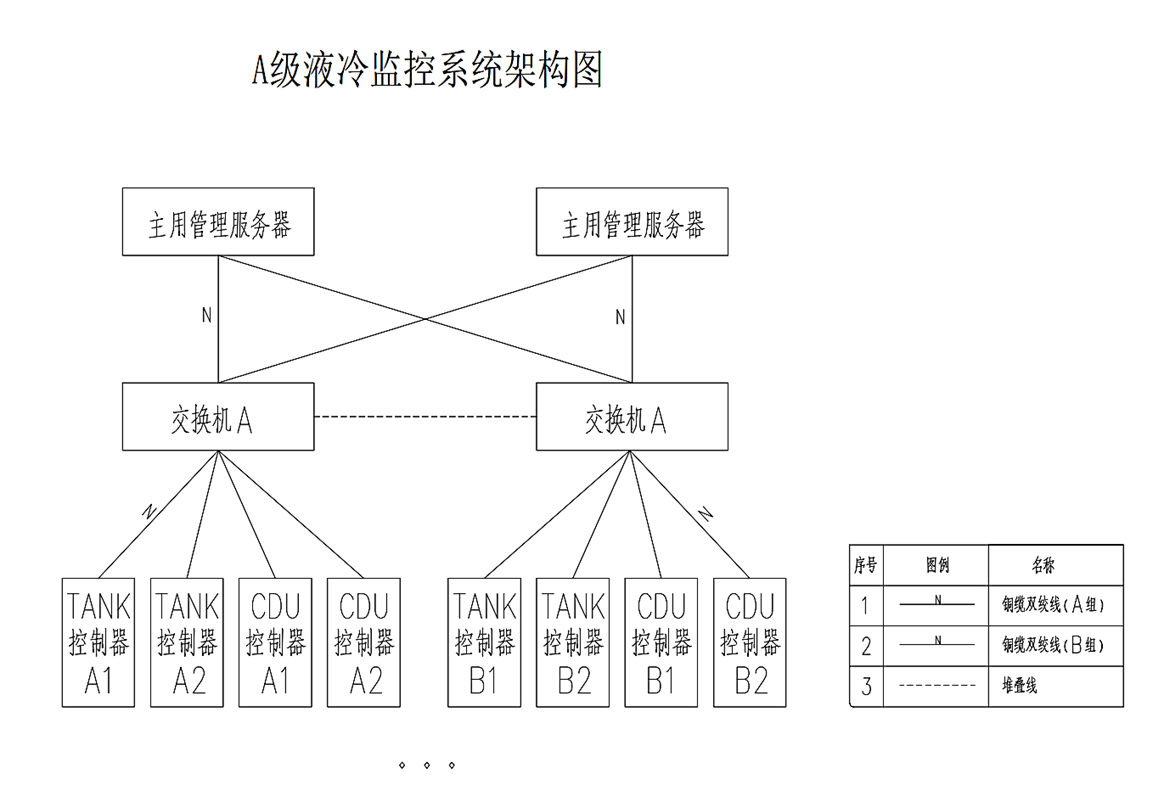 A级液冷监控系统架构图
主用管理服务器
主用管理服务器
N
N
交换机A
交换机A
N
N
TANK
控制器
A1
TANK
控制器
A2
CDU
控制器
A1
CDU
控制器
A2
TANK
控制器
B1
TANK
控制器
B2
CDU
控制器
B1
CDU
控制器
B2
序号 图例 名称
1 N 铜缆双绞线(A组)
2 N 铜缆双绞线(B组)
3 堆叠线